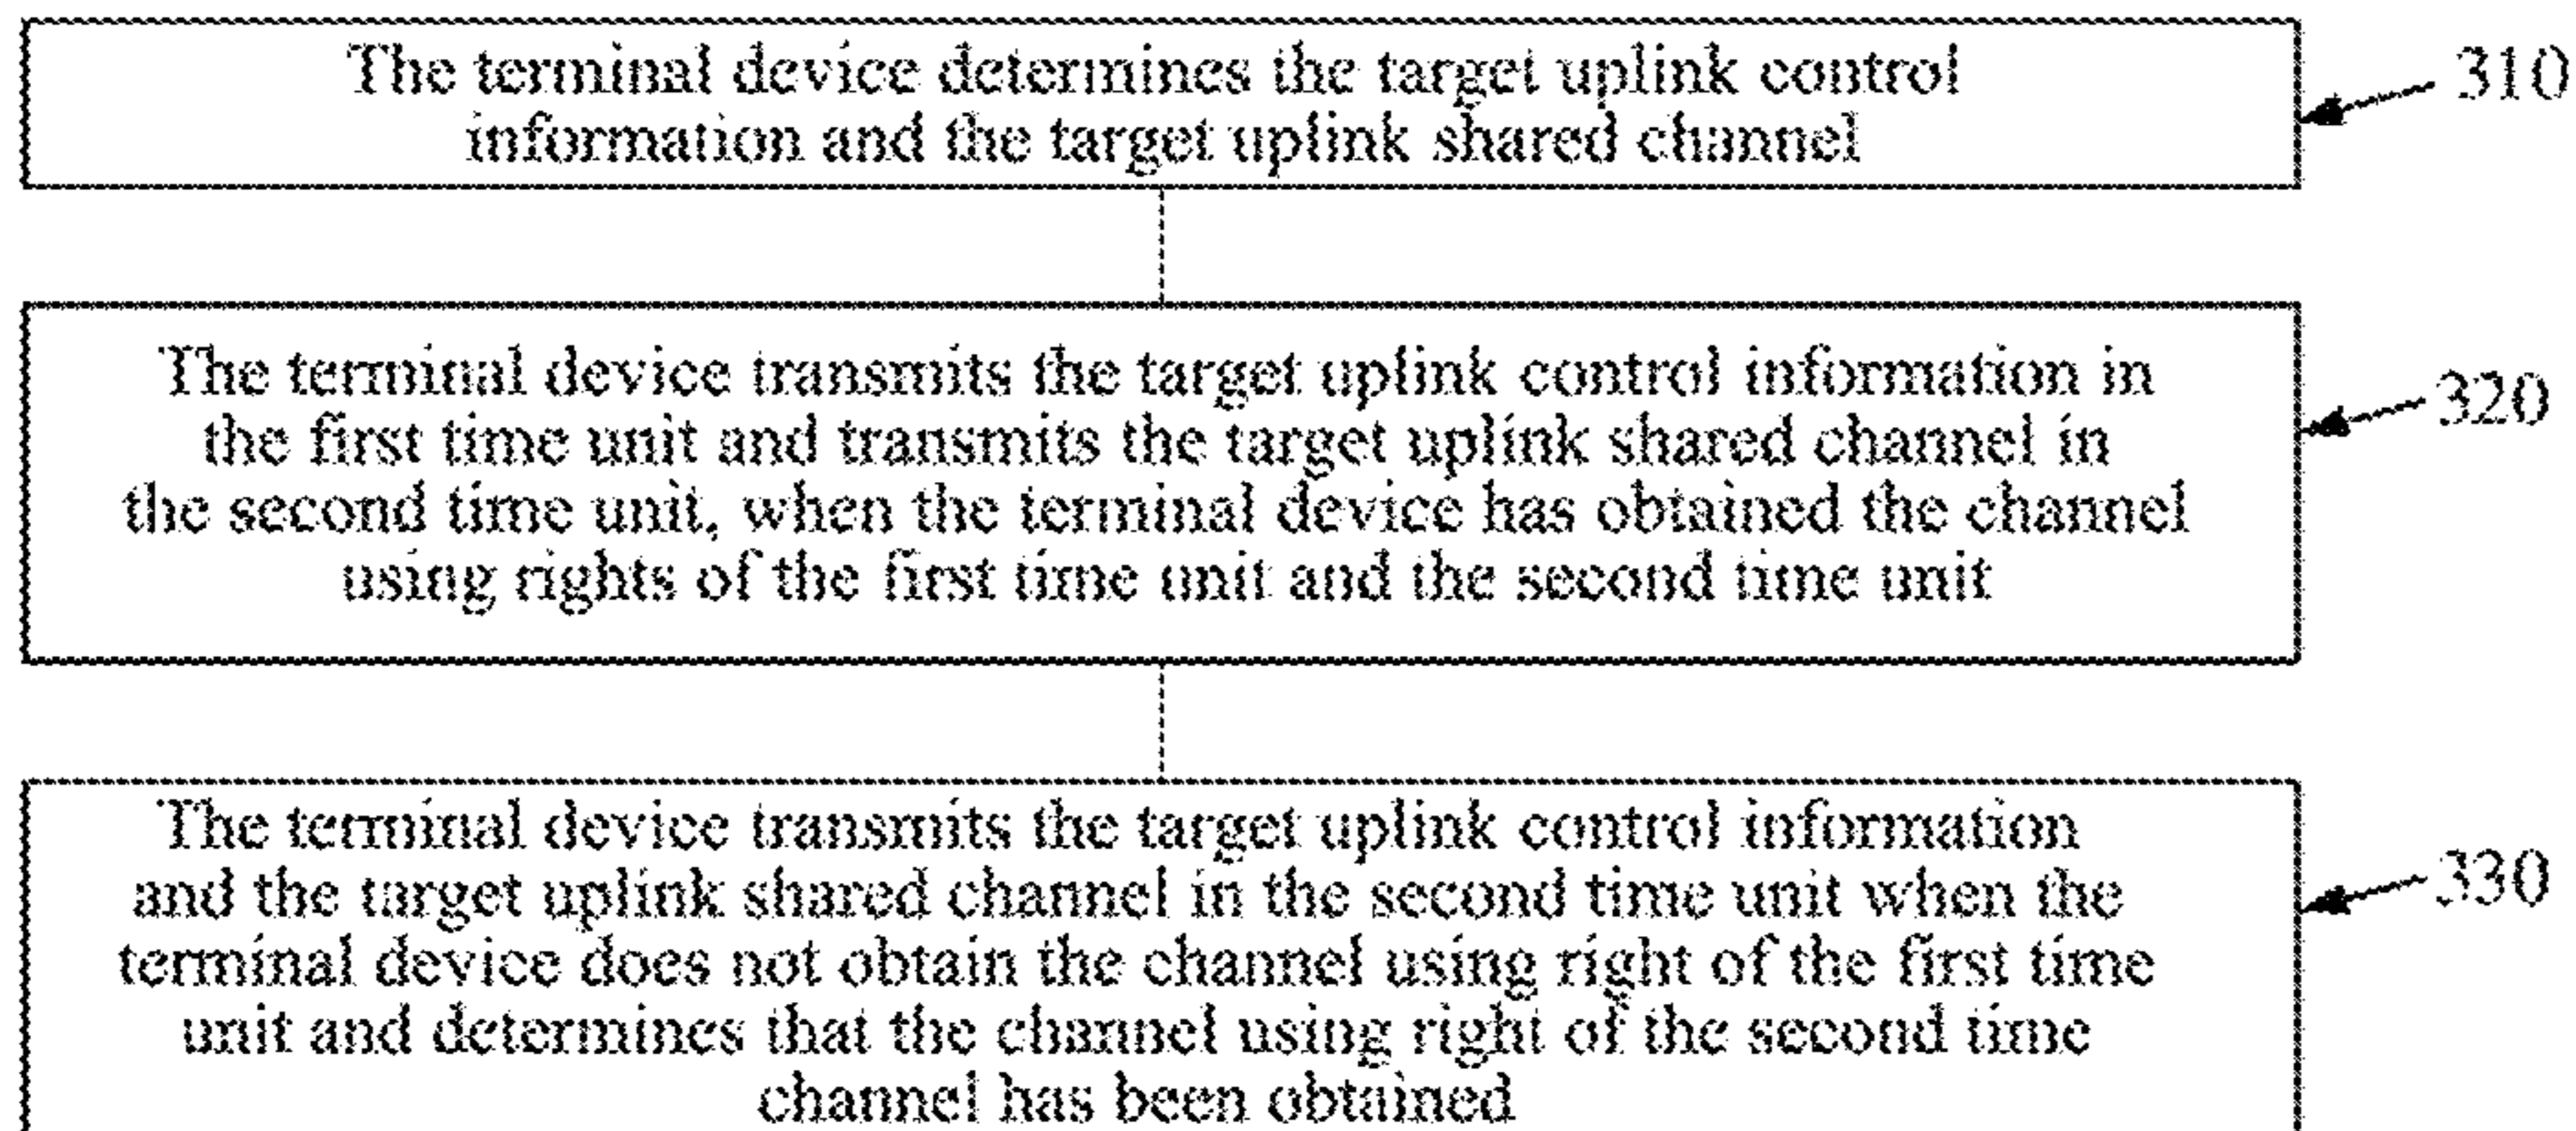 The terminal device determines the target uplink control
information and the target uplink shared channel
310
The terminal device transmits the target uplink control information in
the first time unit and transmits the target uplink shared channel in
the second time unit, when the terminal device has obtained the channel
using rights of the first time unit and the second time unit
320
The terminal device transmits the target uplink control information
and the target uplink shared channel in the second time unit when the
terminal device does not obtain the channel using right of the first time
unit and determines that the channel using right of the second time
channel has been obtained
330